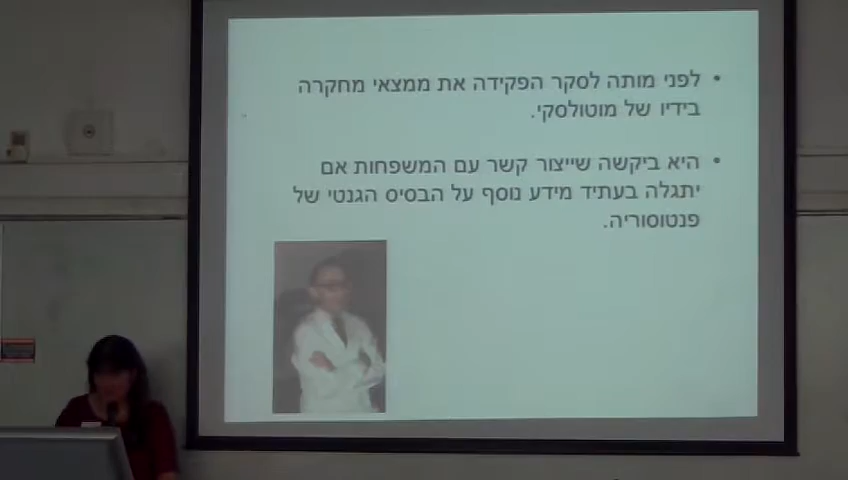 לפני מותה לסקר הפקידה את ממצאי מחקרה
בידיו של מוטולסקי.
היא ביקשה שייצור קשר עם המשפחות אם
יתגלה בעתיד מידע נוסף על הבסיס הגנטי של
פנטוסוריה.